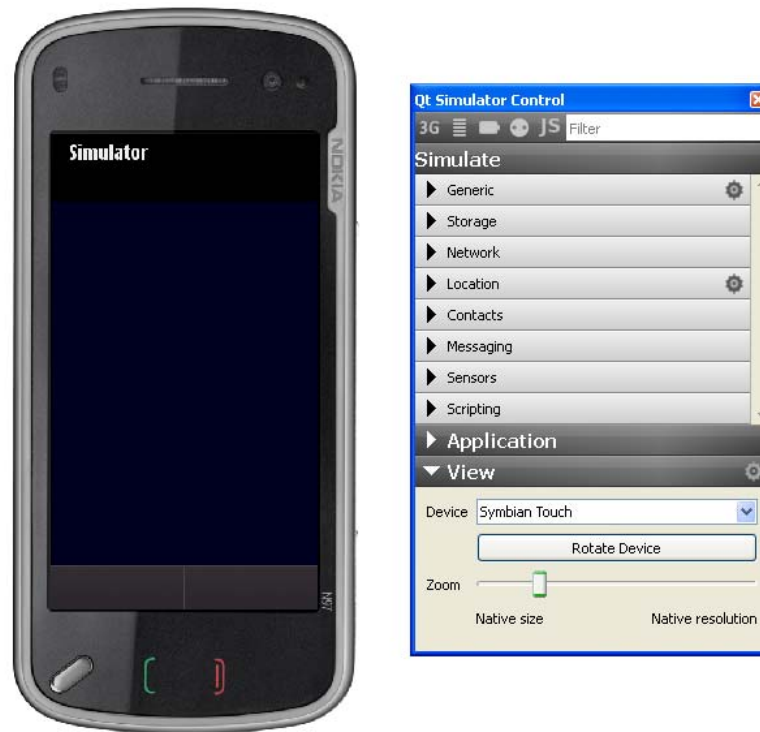 Simulator
NOKIA
N97
Qt Simulator Control
3G JS Filter
Simulate
Generic
Storage
Network
Location
Contacts
Messaging
Sensors
Scripting
Application
View
Device Symbian Touch
Rotate Device
Zoom
Native size Native resolution